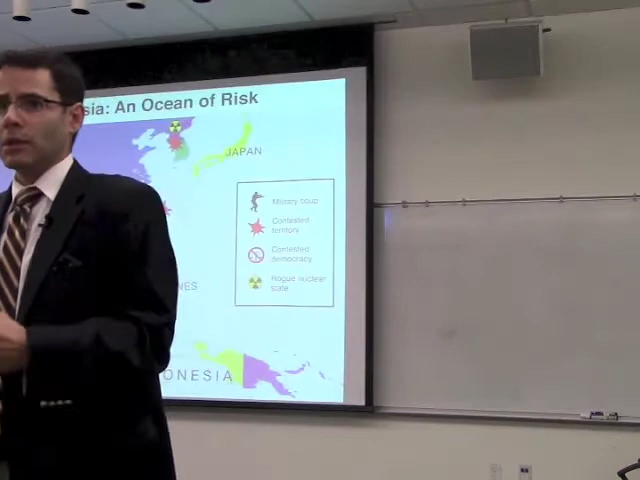 sia: An Ocean of Risk
JAPAN
Military coup
Contested
territory
Contested
democracy
Rogue nuclear
state
NES
ONESIA